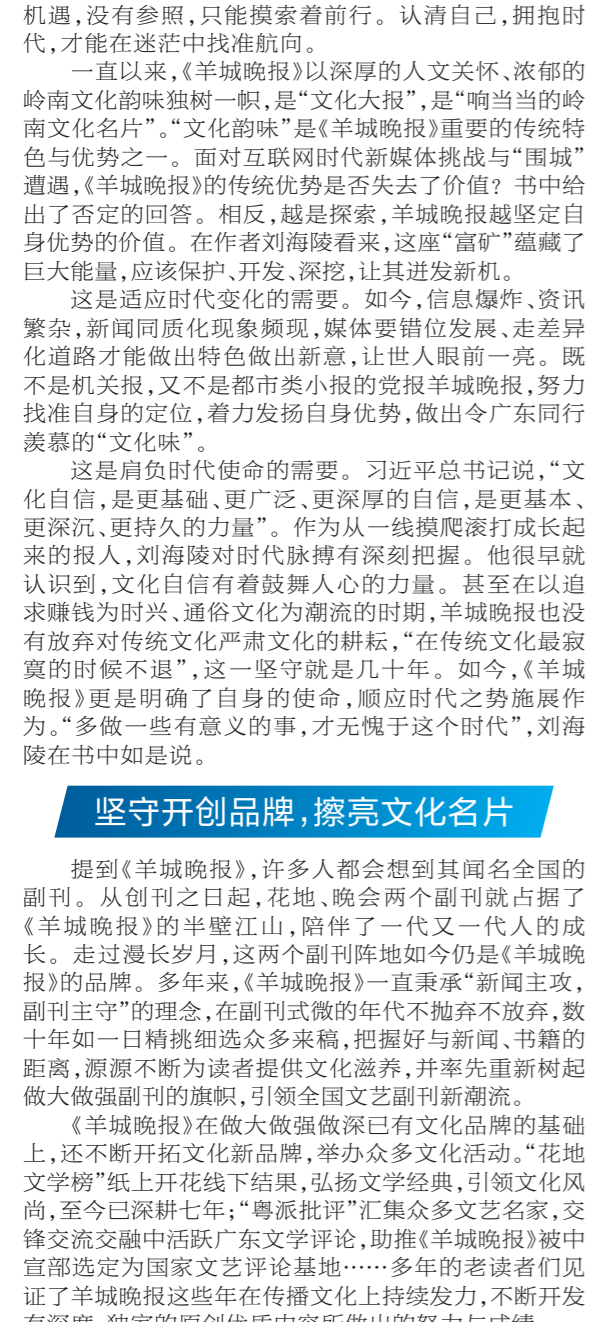 机遇,没有参照,只能摸索着前行。认清自己,拥抱时
代,才能在迷茫中找准航向。
一直以来,《羊城晚报》以深厚的人文关怀、浓郁的
岭南文化韵味独树一帜,是“文化大报”,是“响当当的岭
南文化名片”。“文化韵味”是《羊城晚报》重要的传统特
色与优势之一。面对互联网时代新媒体挑战与“围城”
遭遇,《羊城晚报》的传统优势是否失去了价值？书中给
出了否定的回答。相反,越是探索,羊城晚报越坚定自
身优势的价值。在作者刘海陵看来,这座“富矿”蕴藏了
巨大能量,应该保护、开发、深挖,让其迸发新机。
这是适应时代变化的需要。如今,信息爆炸、资讯
繁杂,新闻同质化现象频现,媒体要错位发展、走差异
化道路才能做出特色做出新意,让世人眼前一亮。既
不是机关报,又不是都市类小报的党报羊城晚报,努力
找准自身的定位,着力发扬自身优势,做出令广东同行
羡慕的“文化味”。
这是肩负时代使命的需要。习近平总书记说,“文
化自信,是更基础、更广泛、更深厚的自信,是更基本、
更深沉、更持久的力量”。作为从一线摸爬滚打成长起
来的报人,刘海陵对时代脉搏有深刻把握。他很早就
认识到,文化自信有着鼓舞人心的力量。甚至在以追
求赚钱为时兴、通俗文化为潮流的时期,羊城晚报也没
有放弃对传统文化严肃文化的耕耘,“在传统文化最寂
寞的时候不退”,这一坚守就是几十年。如今,《羊城
晚报》更是明确了自身的使命,顺应时代之势施展作
为。“多做一些有意义的事,才无愧于这个时代”,刘海
陵在书中如是说。
坚守开创品牌,擦亮文化名片
提到《羊城晚报》,许多人都会想到其闻名全国的
副刊。从创刊之日起,花地、晚会两个副刊就占据了
《羊城晚报》的半壁江山,陪伴了一代又一代人的成
长。走过漫长岁月,这两个副刊阵地如今仍是《羊城晚
报》的品牌。多年来,《羊城晚报》一直秉承“新闻主攻,
副刊主守”的理念,在副刊式微的年代不抛弃不放弃,数
十年如一日精挑细选众多来稿,把握好与新闻、书籍的
距离,源源不断为读者提供文化滋养,并率先重新树起
做大做强副刊的旗帜,引领全国文艺副刊新潮流。
《羊城晚报》在做大做强做深已有文化品牌的基础
上,还不断开拓文化新品牌,举办众多文化活动。“花地
文学榜”纸上开花线下结果,弘扬文学经典,引领文化风
尚,至今已深耕七年;“粤派批评”汇集众多文艺名家,交
锋交流交融中活跃广东文学评论,助推《羊城晚报》被中
宣部选定为国家文艺评论基地……多年的老读者们见
证了羊城晚报这些年在传播文化上持续发力,不断开发
有深度、独家的原创优质内容所做出的努力与成绩